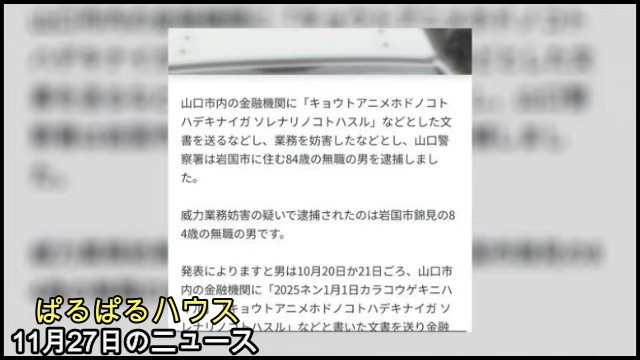 山口市内の金融機関に「キョウトアニメホドノコト
ハデキナイガ ソレナリノコトハスル」などとした文
書を送るなどし、業務を妨害したなどとし、山口警
察署は岩国市に住む84歳の無職の男を逮捕しまし
た。
威力業務妨害の疑いで逮捕されたのは岩国市錦見の8
4歳の無職の男です。
発表によりますと男は10月20日か21日ごろ、山口市
内の金融機関に「2025ネン1月1日カラコウゲキニハ
キョウトアニメホドノコトハデキナイガ ソ
レナリノコトハスル」などと書いた文書を送り金融
ぱるぱるハウス
11月27日のニュース